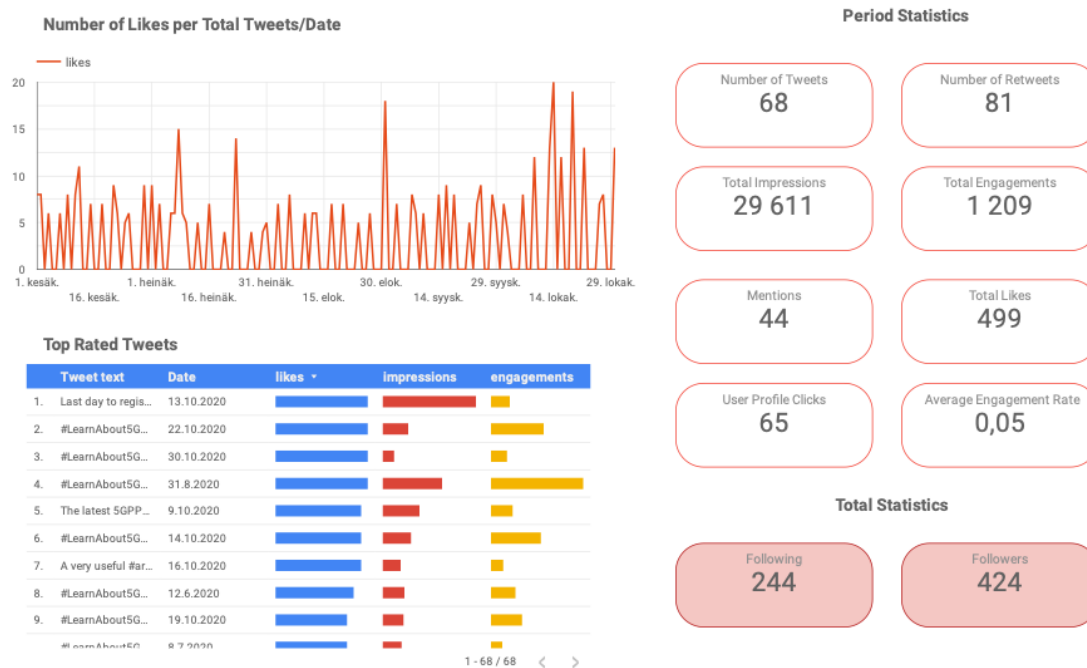 Number of Likes per Total Tweets/Date
likes
20
15
10
5
0
1. kesäk.
16. kesäk.
1. heinäk.
16. heinäk.
31. heinäk.
15. elok.
30. elok.
14. syysk.
29. syysk.
14. lokak.
29. lokak.
Top Rated Tweets
Tweet text Date likes impressions engagements
1. Last day to regis... 13.10.2020
2. #LearnAbout5G... 22.10.2020
3. #LearnAbout5G... 30.10.2020
4. #LearnAbout5G... 31.8.2020
5. The latest 5GPP... 9.10.2020
6. #LearnAbout5G... 14.10.2020
7. A very useful #ar... 16.10.2020
8. #LearnAbout5G... 12.6.2020
9. #LearnAbout5G... 19.10.2020
#LearnAbout5G 8.7.2020
1 - 68 / 68
Period Statistics
Number of Tweets
68
Number of Retweets
81
Total Impressions
29 611
Total Engagements
1 209
Mentions
44
Total Likes
499
User Profile Clicks
65
Average Engagement Rate
0,05
Total Statistics
Following
244
Followers
424